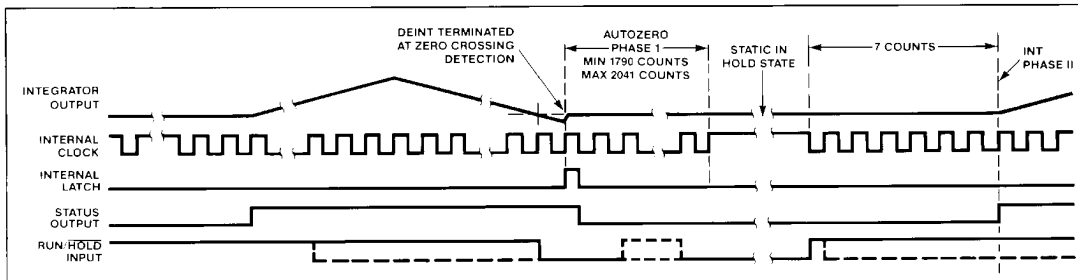 DEINT TERMINATED
AT ZERO CROSSING
DETECTION
AUTOZERO
PHASE 1
MIN 1790 COUNTS
MAX 2041 COUNTS
STATIC IN
HOLD STATE
7 COUNTS
INT
PHASE II
INTEGRATOR
OUTPUT
INTERNAL
CLOCK
INTERNAL
LATCH
STATUS
OUTPUT
RUN/HOLD
INPUT